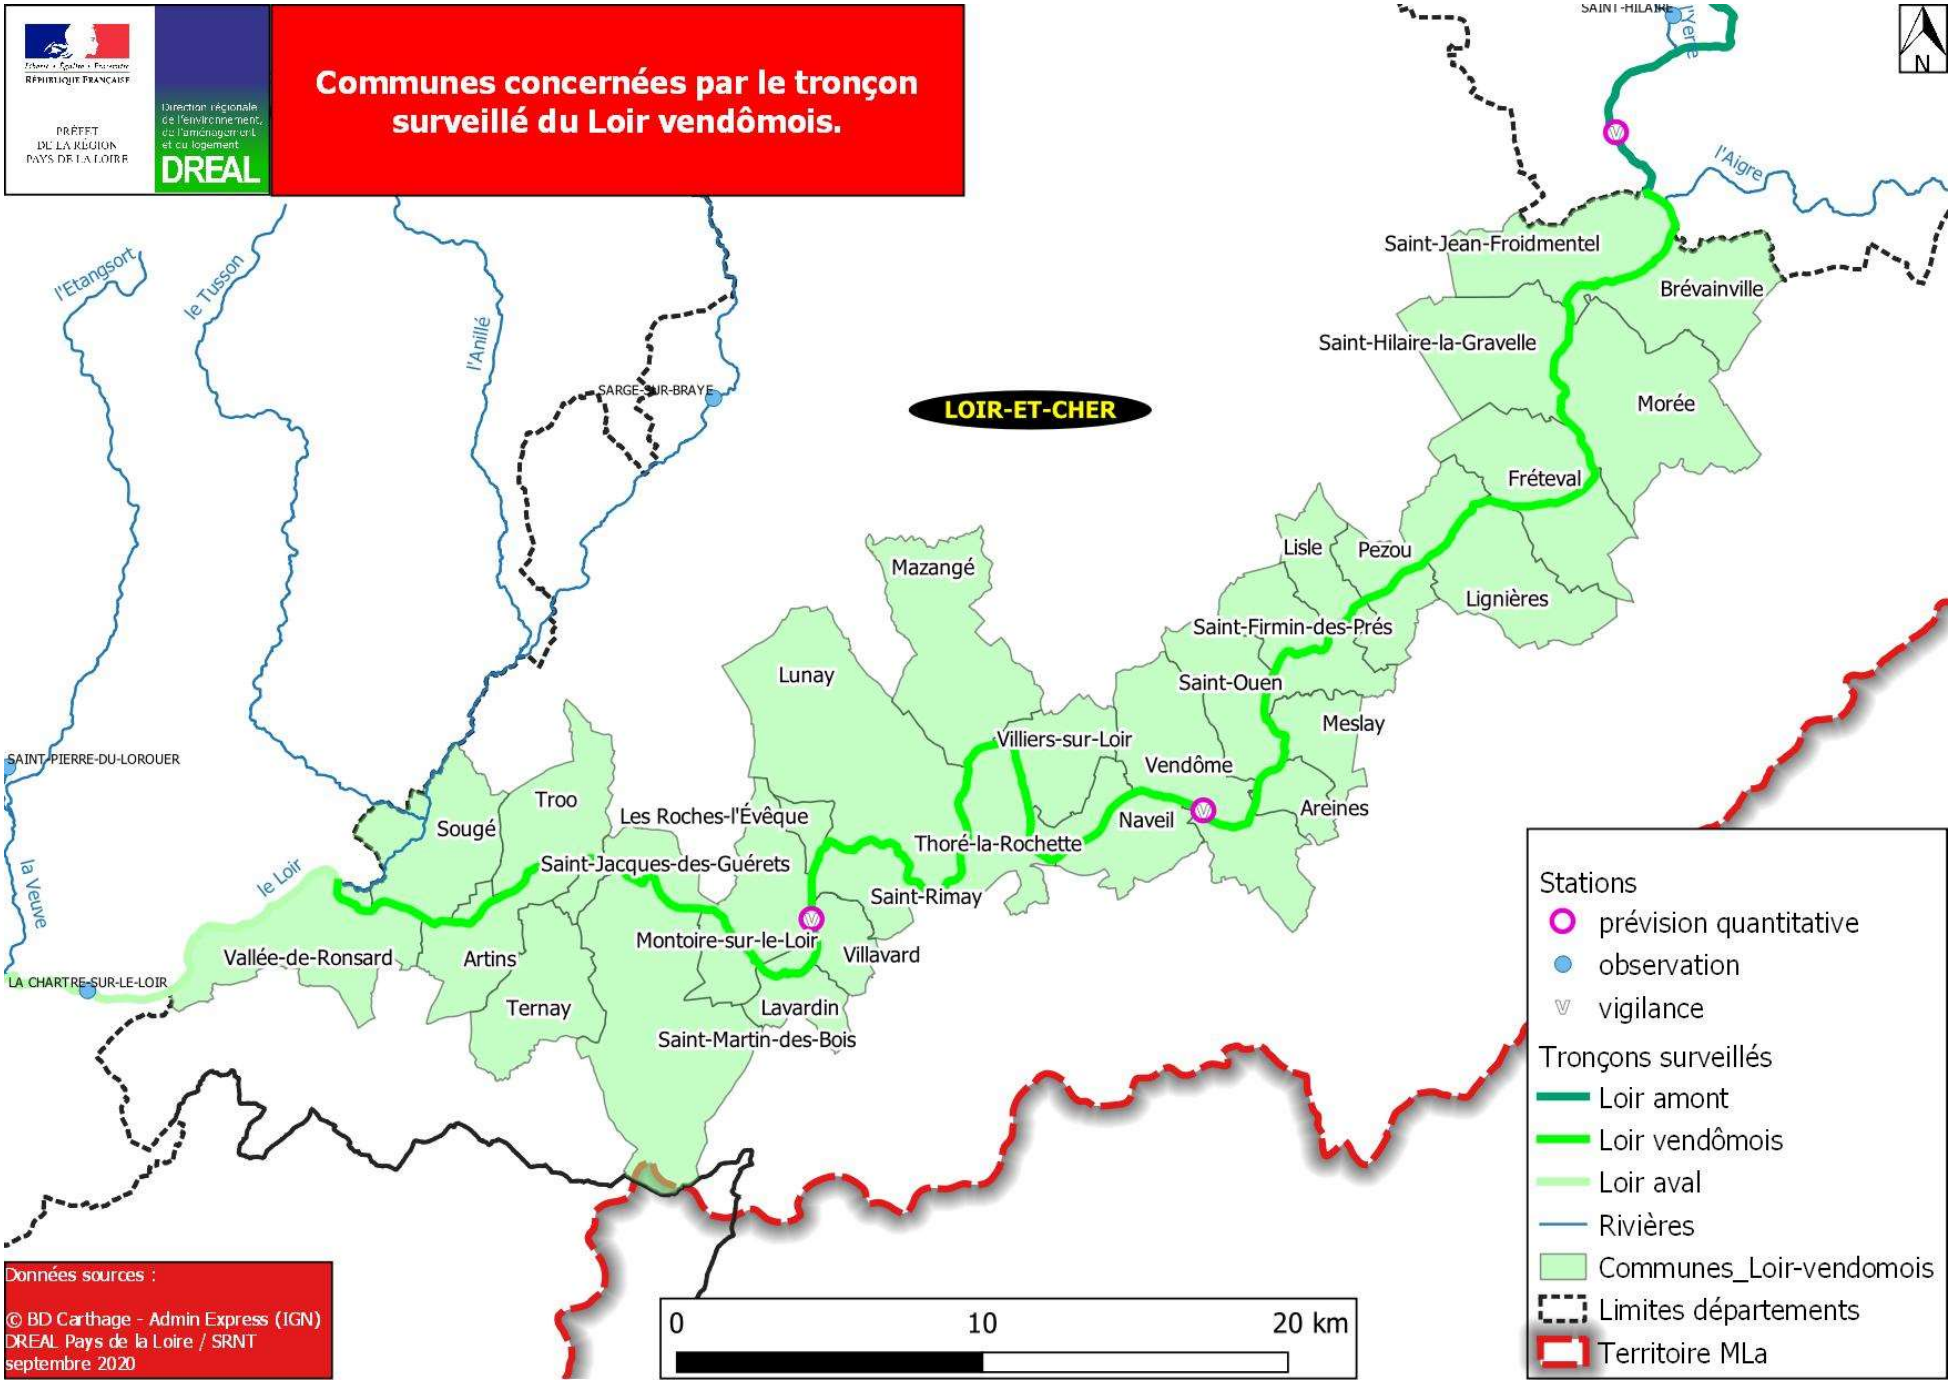 Liberté • Égalité • Fraternité
RÉPUBLIQUE FRANÇAISE
PRÉFET
DE LA RÉGION
PAYS DE LA LOIRE
Direction régionale
de l'environnement,
de l'aménagement
et du logement
DREAL
Communes concernées par le tronçon
surveillé du Loir vendômois.
SAINT-HILAIRE
l'Yerre
N
l'Aigre
l'Etangsort
le Tusson
l'Anillé
Saint-Jean-Froidmentel
Brévainville
Saint-Hilaire-la-Gravelle
SARGE-SUR-BRAYE
LOIR-ET-CHER
Morée
Fréteval
Lisle
Pezou
Mazangé
Lignières
Saint-Firmin-des-Prés
Lunay
Saint-Ouen
Meslay
Villiers-sur-Loir
SAINT-PIERRE-DU-LOROUER
Vendôme
Troo
Areines
Les Roches-l'Évêque
Naveil
Sougé
Thoré-la-Rochette
Saint-Jacques-des-Guérets
la Veuve
le Loir
Saint-Rimay
Montoire-sur-le-Loir
Villavard
Vallée-de-Ronsard
Artins
LA CHARTRE-SUR-LE-LOIR
Ternay
Lavardin
Saint-Martin-des-Bois
Stations
prévision quantitative
observation
V vigilance
Tronçons surveillés
Loir amont
Loir vendômois
Loir aval
Rivières
Communes_Loir-vendomois
Limites départements
Territoire MLa
Données sources :
© BD Carthage - Admin Express (IGN)
DREAL Pays de la Loire / SRNT
septembre 2020
0 10 20 km